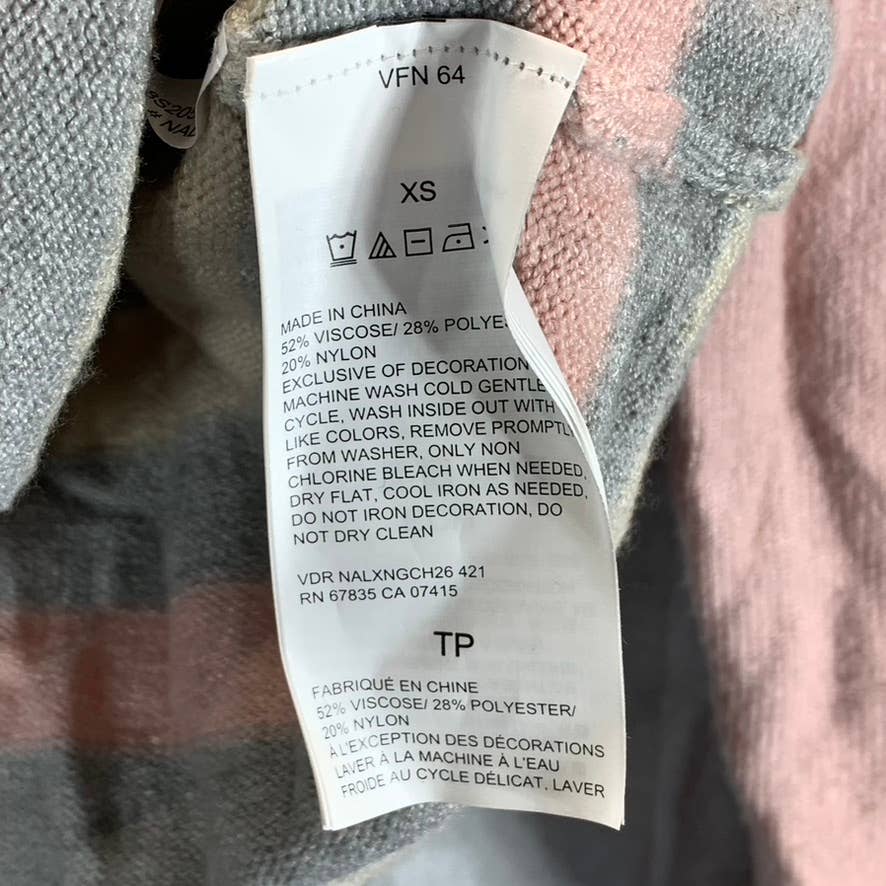 VFN 64
XS
MADE IN CHINA
52% VISCOSE/ 28% POLYES
20% NYLON
EXCLUSIVE OF DECORATION
MACHINE WASH COLD GENTLE
CYCLE, WASH INSIDE OUT WITH
LIKE COLORS, REMOVE PROMPTL
FROM WASHER, ONLY NON
CHLORINE BLEACH WHEN NEEDED,
DRY FLAT, COOL IRON AS NEEDED,
DO NOT IRON DECORATION, DO
NOT DRY CLEAN
VDR NALXNGCH26 421
RN 67835 CA 07415
TP
FABRIQUÉ EN CHINE
52% VISCOSE/ 28% POLYESTER/
20% NYLON
À L'EXCEPTION DES DÉCORATIONS
LAVER À LA MACHINE À L'EAU
FROIDE AU CYCLE DÉLICAT, LAVER
# NAL